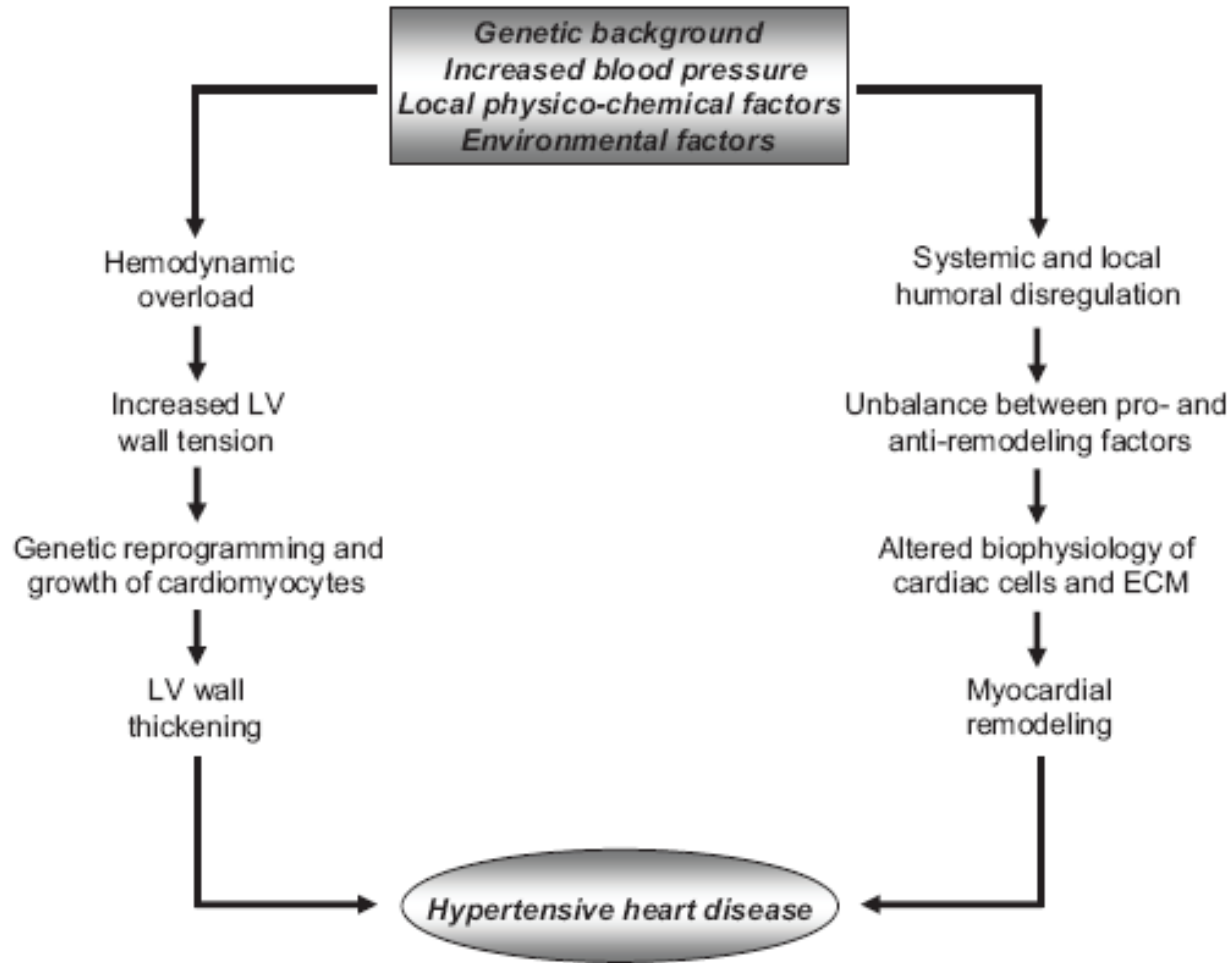 Genetic background
Increased blood pressure
Local physico-chemical factors
Environmental factors
Hemodynamic
overload
Increased LV
wall tension
Genetic reprogramming and
growth of cardiomyocytes
LV wall
thickening
Systemic and local
humoral disregulation
Unbalance between pro- and
anti-remodeling factors
Altered biophysiology of
cardiac cells and ECM
Myocardial
remodeling
Hypertensive heart disease